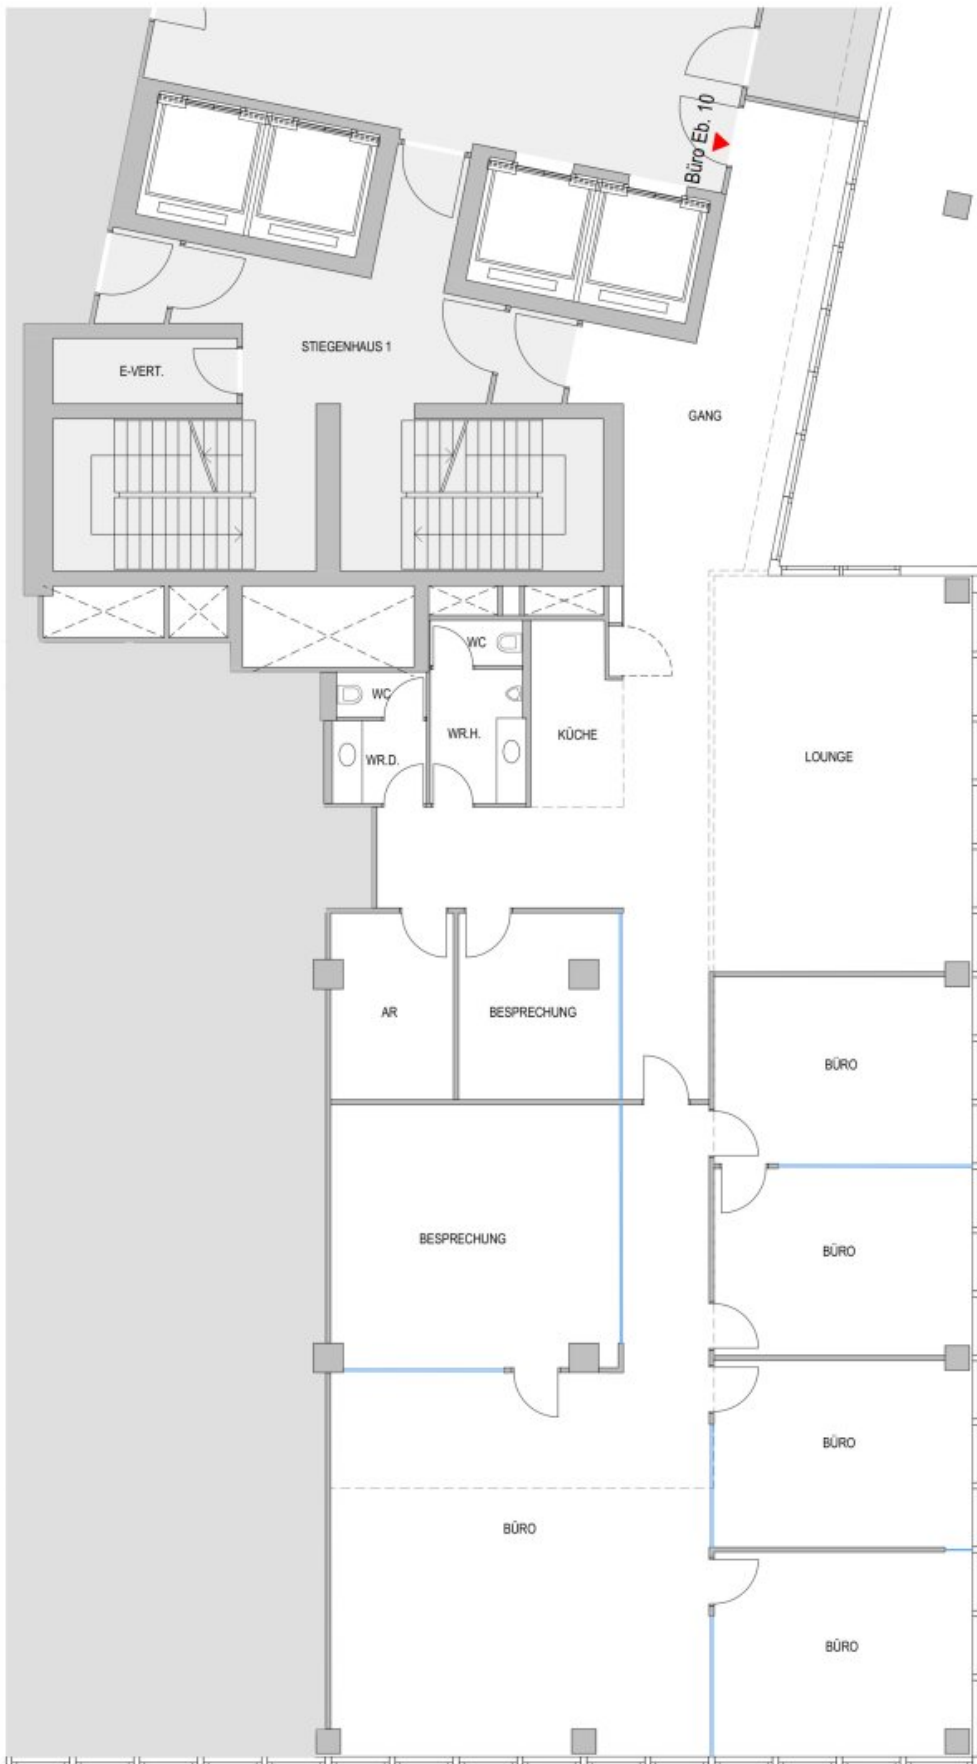 Büro Eb. 10
STIEGENHAUS 1
E-VERT.
GANG
WC
WC
WR.H.
KÜCHE
WR.D.
LOUNGE
AR
BESPRECHUNG
BÜRO
BESPRECHUNG
BÜRO
BÜRO
BÜRO
BÜRO